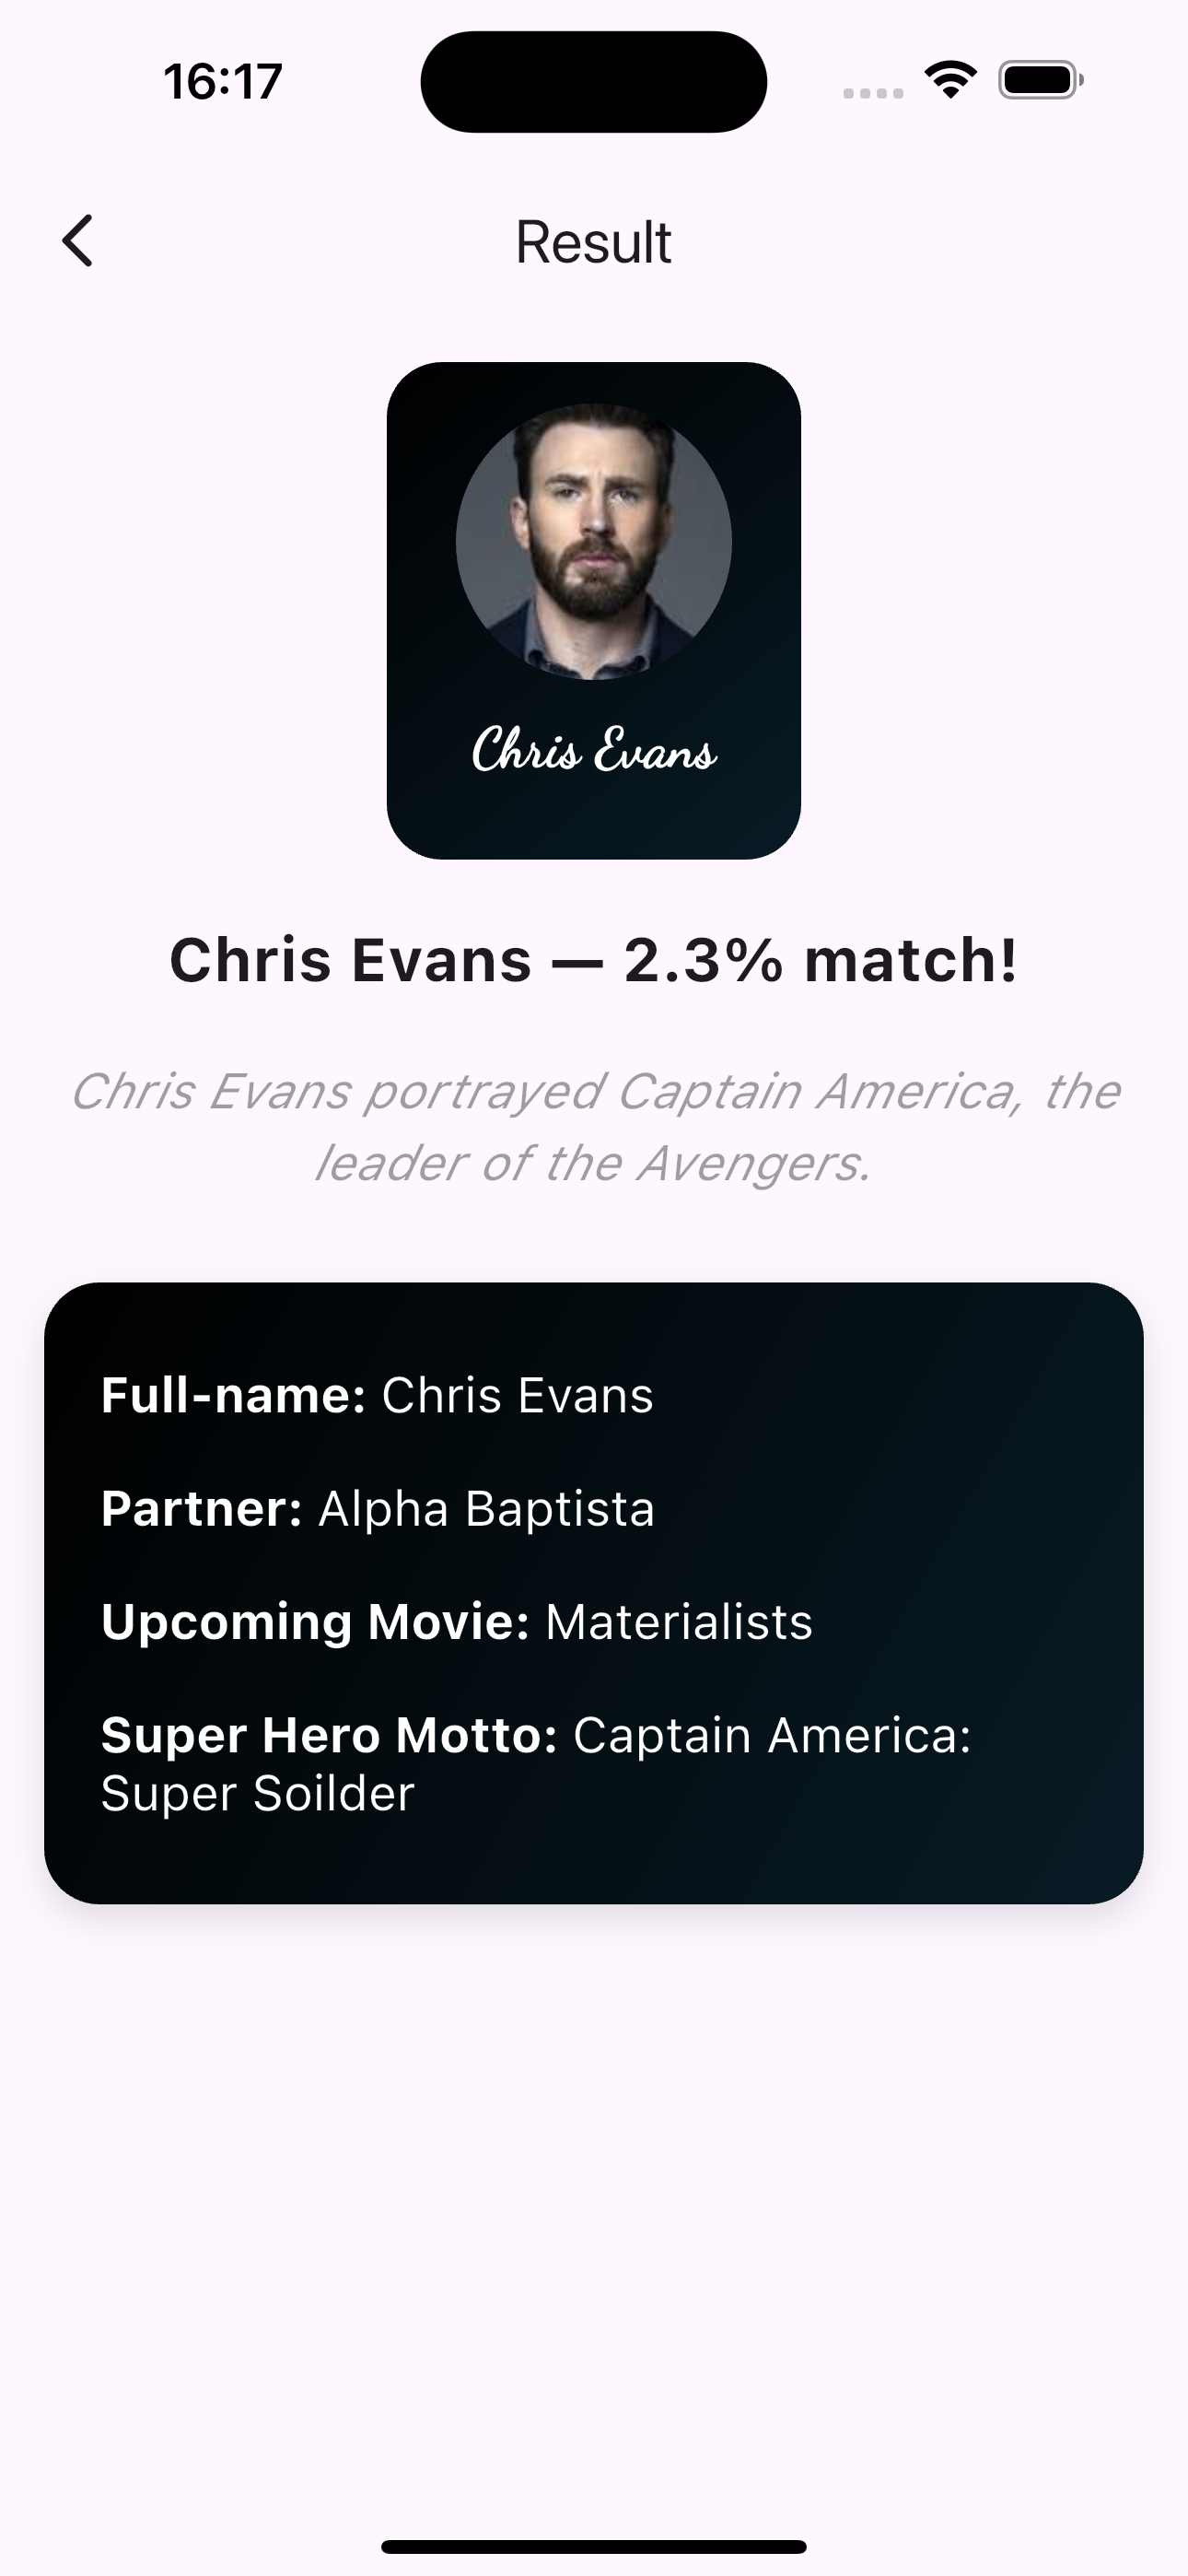 16:17
Result
Chris Evans
Chris Evans — 2.3% match!
Chris Evans portrayed Captain America, the
leader of the Avengers.
Full-name: Chris Evans
Partner: Alpha Baptista
Upcoming Movie: Materialists
Super Hero Motto: Captain America:
Super Soilder